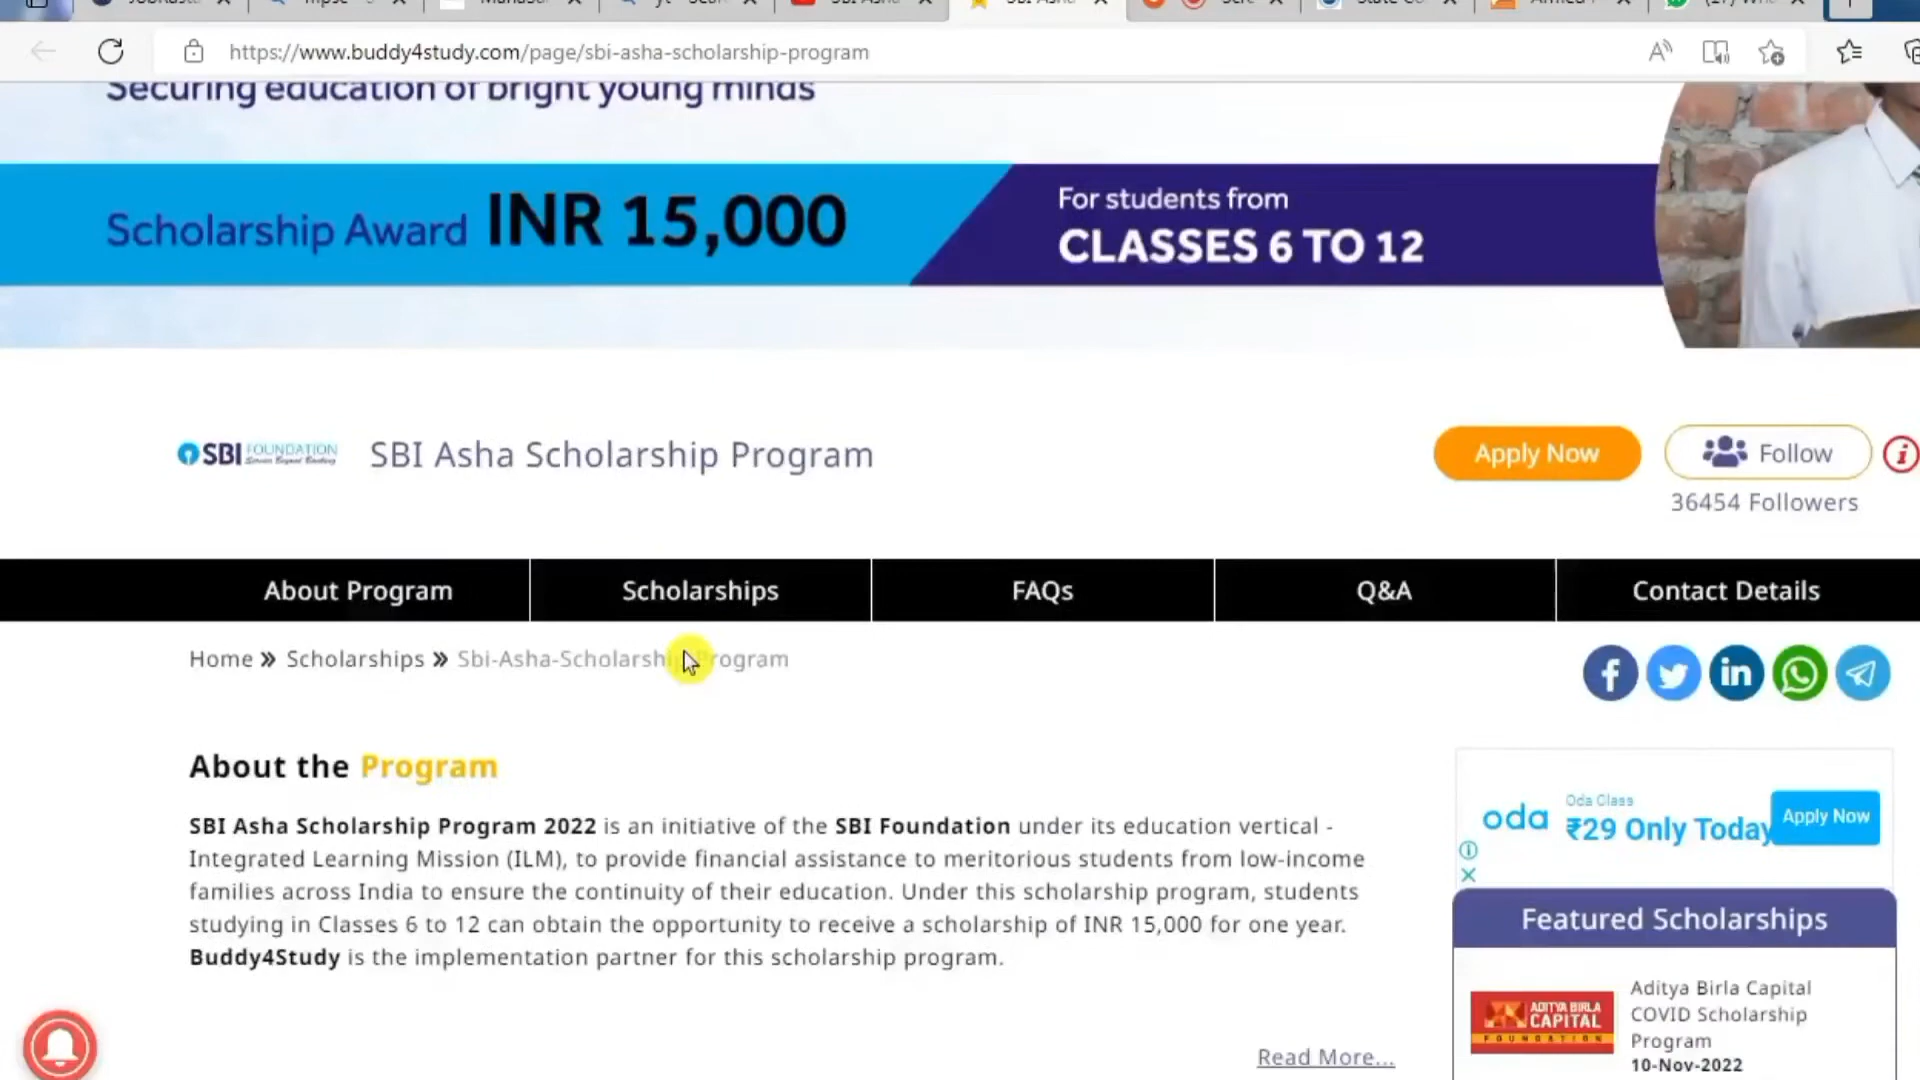 https://www.buddy4study.com/page/sbi-asha-scholarship-program
Securing education of bright young minds
Scholarship Award INR 15,000
For students from
CLASSES 6 TO 12
SBI FOUNDATION
Service Beyond Banking
SBI Asha Scholarship Program
Apply Now
Follow
36454 Followers
About Program
Scholarships
FAQs
Q&A
Contact Details
Home » Scholarships » Sbi-Asha-Scholarship-Program
About the Program
SBI Asha Scholarship Program 2022 is an initiative of the SBI Foundation under its education vertical -
Integrated Learning Mission (ILM), to provide financial assistance to meritorious students from low-income
families across India to ensure the continuity of their education. Under this scholarship program, students
studying in Classes 6 to 12 can obtain the opportunity to receive a scholarship of INR 15,000 for one year.
Buddy4Study is the implementation partner for this scholarship program.
Read More...
oda
Oda Class
₹29 Only Today
Apply Now
Featured Scholarships
ADITYA BIRLA
CAPITAL
FOUNDATION
Aditya Birla Capital
COVID Scholarship
Program
10-Nov-2022